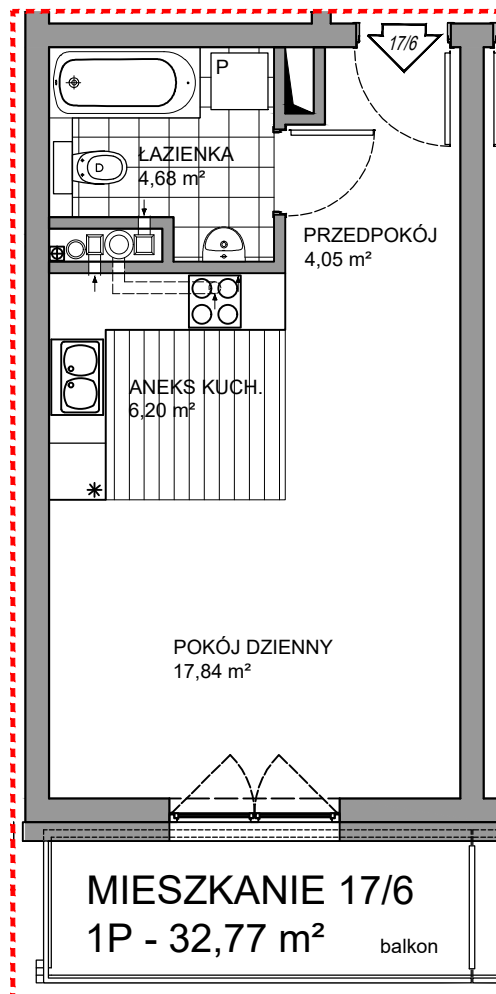 17/6
P
ŁAZIENKA
4,68 m²
PRZEDPOKÓJ
4,05 m²
ANEKS KUCH.
6,20 m²
POKÓJ DZIENNY
17,84 m²
MIESZKANIE 17/6
1P - 32,77 m²
balkon